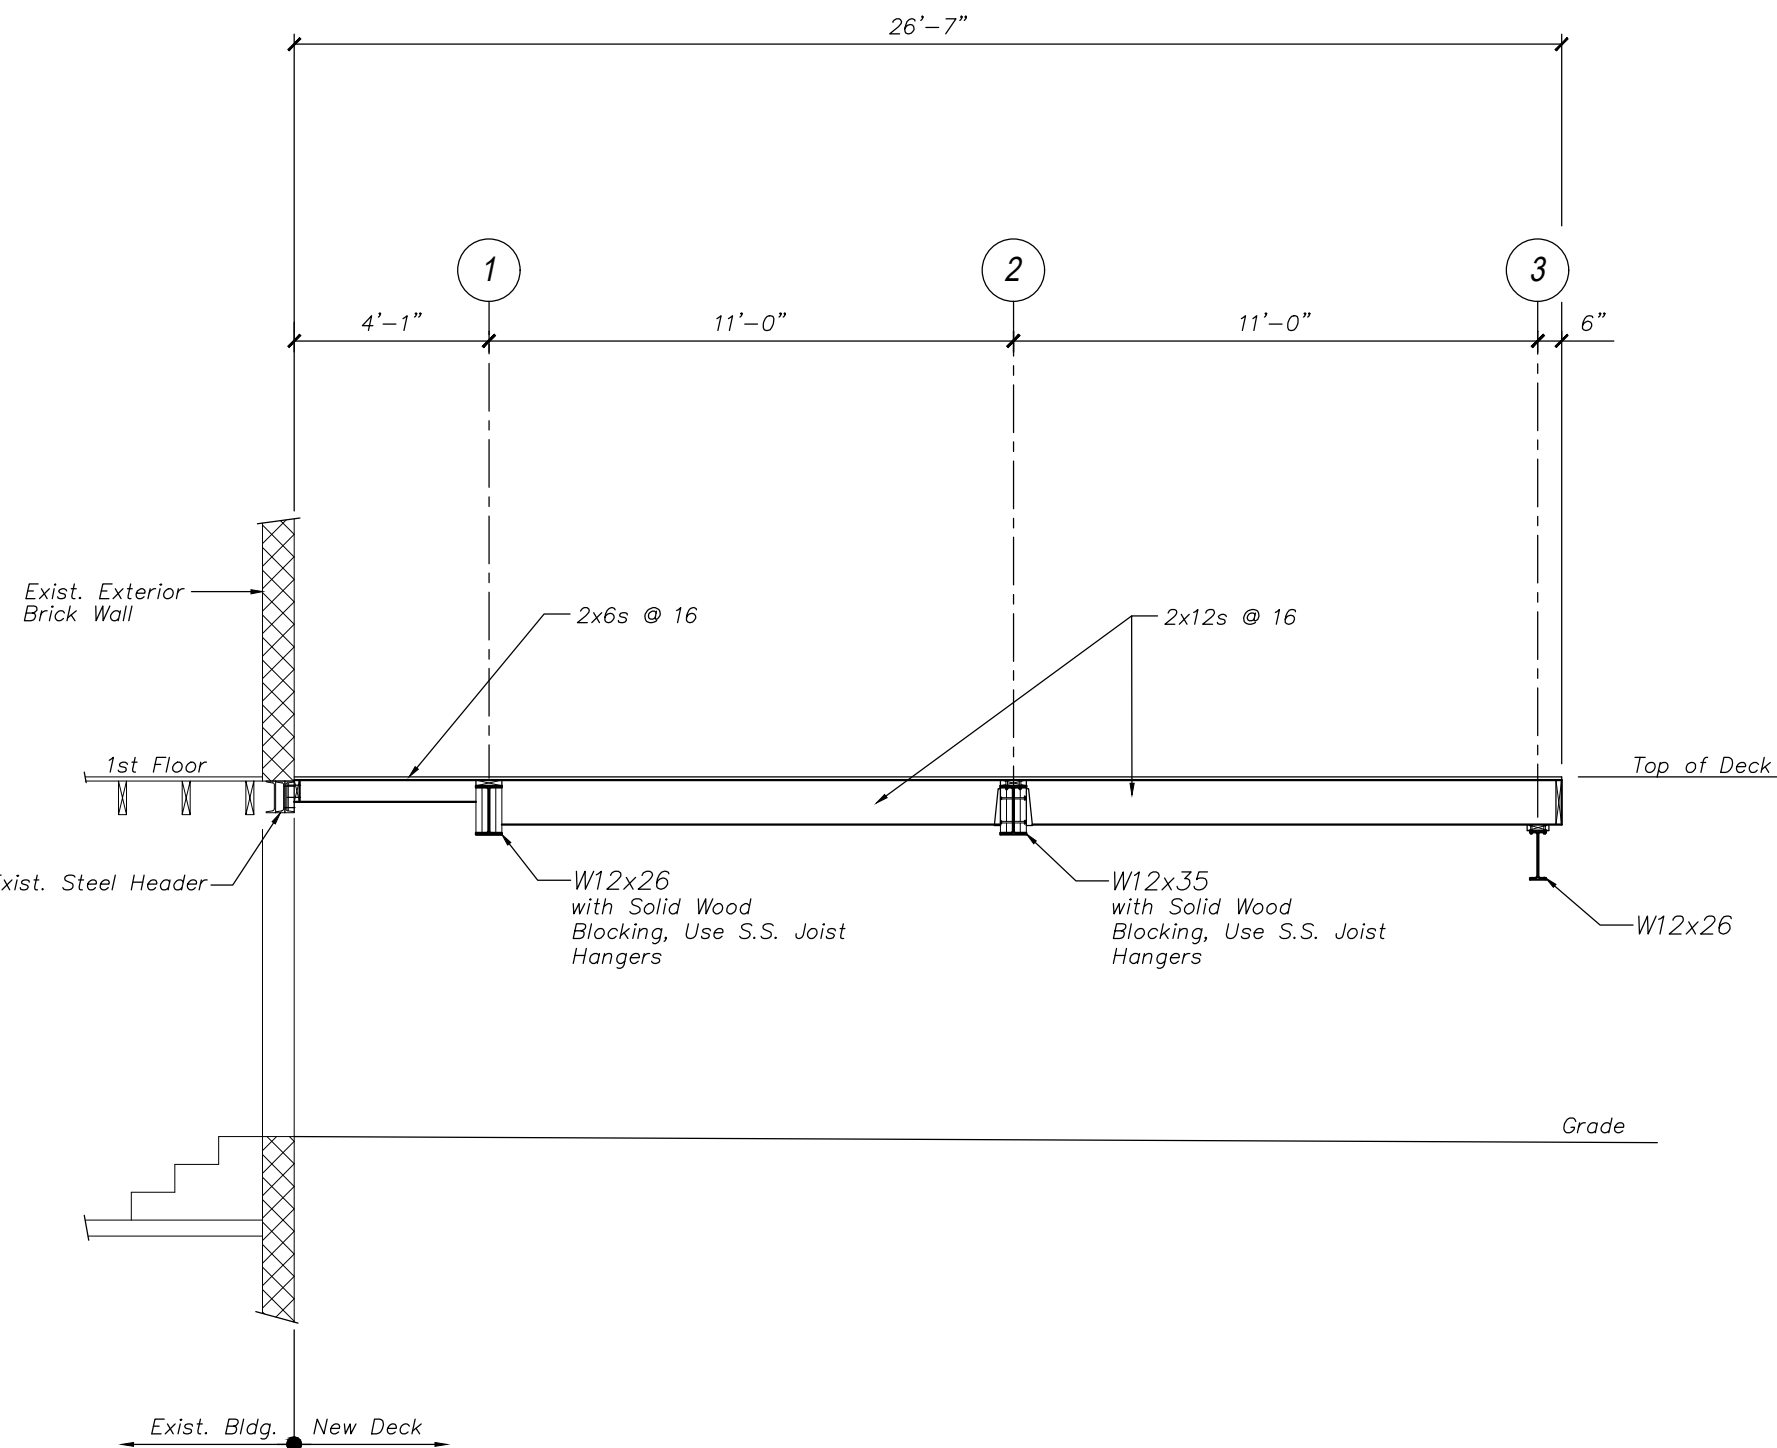 26'-7"
1
2
3
4'-1"
11'-0"
11'-0"
6"
Exist. Exterior
Brick Wall
2x6s @ 16
2x12s @ 16
1st Floor
Top of Deck
Exist. Steel Header
W12x26
with Solid Wood
Blocking, Use S.S. Joist
Hangers
W12x35
with Solid Wood
Blocking, Use S.S. Joist
Hangers
W12x26
Grade
Exist. Bldg.
New Deck